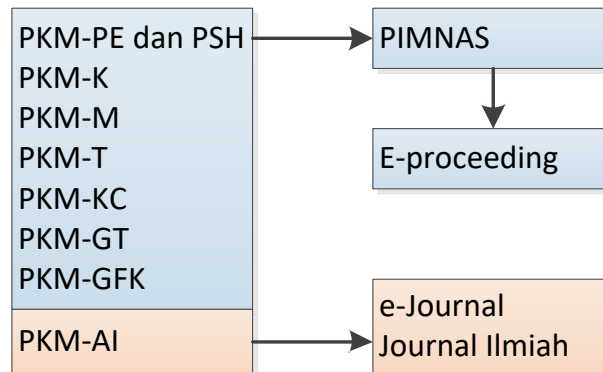 PKM-PE dan PSH
PKM-K
PKM-M
PKM-T
PKM-KC
PKM-GT
PKM-GFK
PKM-AI
PIMNAS
E-proceeding
e-Journal
Journal Ilmiah